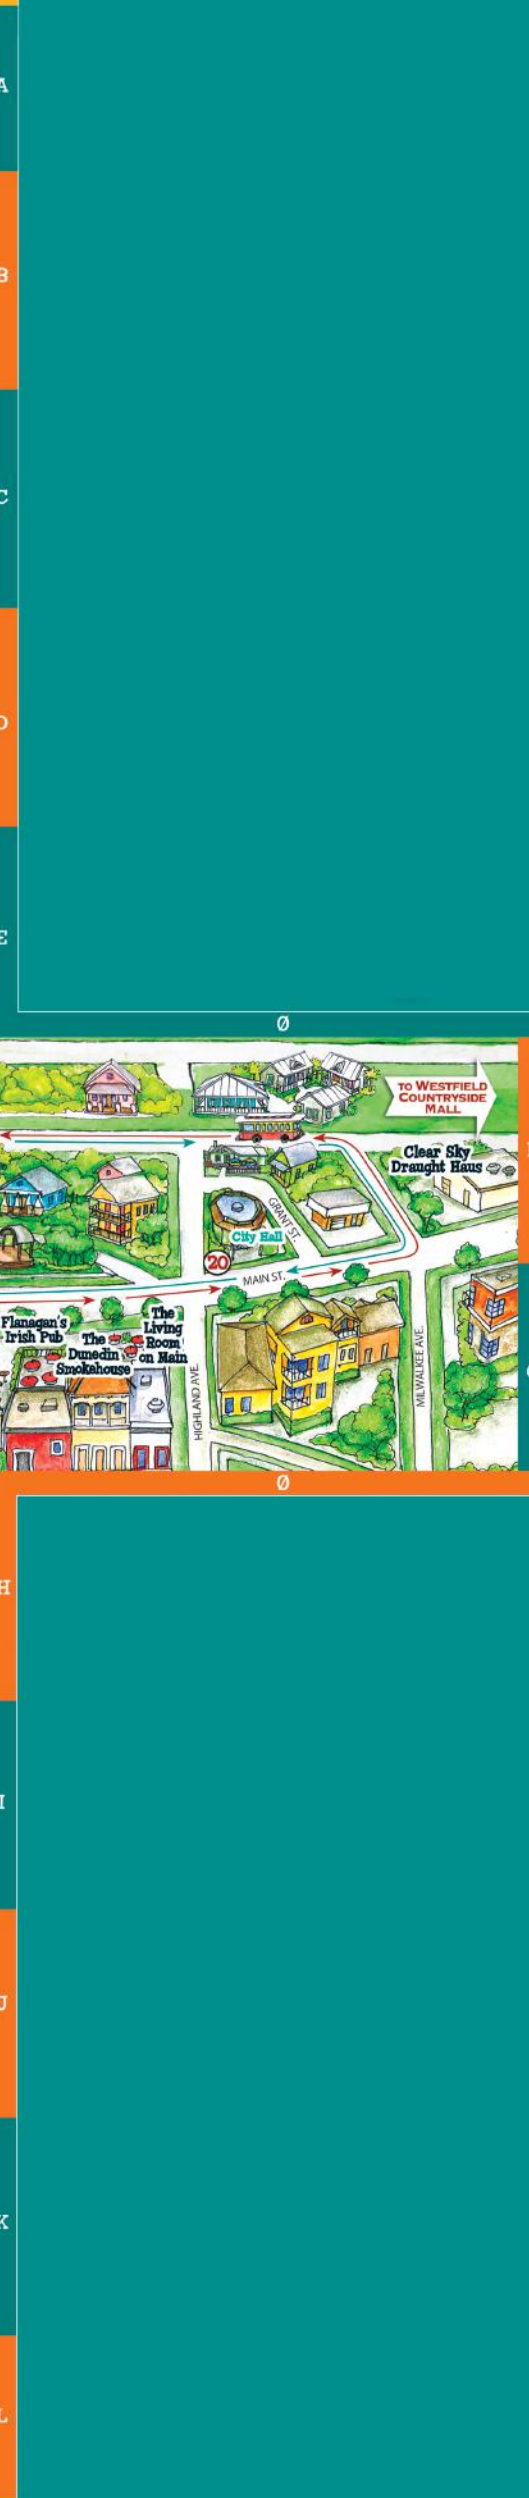 A
B
C
D
E
Ø
TO WESTFIELD
COUNTRYSIDE
MALL
Clear Sky
Draught Haus
GRANT ST.
City Hall
20
MAIN ST.
Flanagan's
Irish Pub
The
Dunedin
Smokehouse
The
Living
Room
on Main
HIGHLAND AVE.
MILWAUKEE AVE.
Ø
H
I
J
K
L